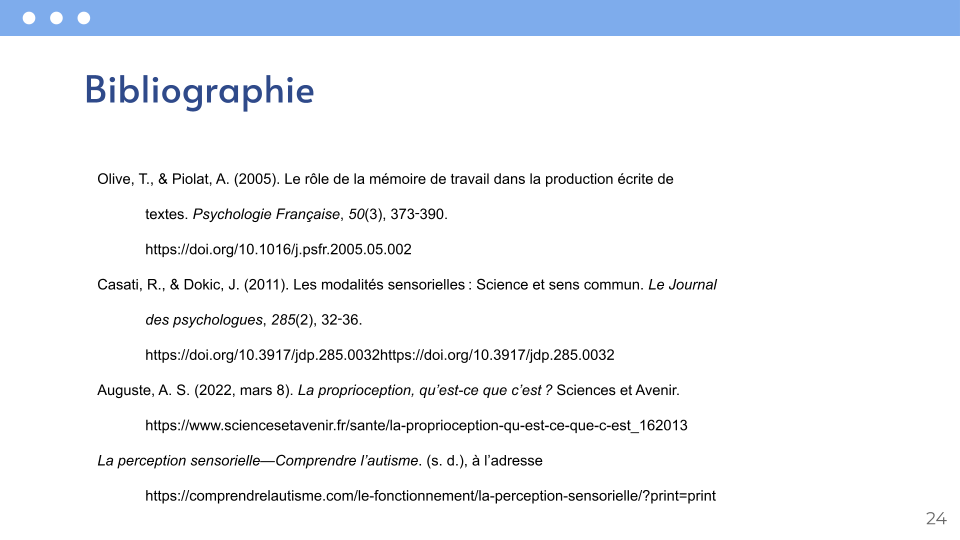 Bibliographie
Olive, T., & Piolat, A. (2005). Le rôle de la mémoire de travail dans la production écrite de
textes. Psychologie Française, 50(3), 373‑390.
https://doi.org/10.1016/j.psfr.2005.05.002
Casati, R., & Dokic, J. (2011). Les modalités sensorielles : Science et sens commun. Le Journal
des psychologues, 285(2), 32‑36.
https://doi.org/10.3917/jdp.285.0032https://doi.org/10.3917/jdp.285.0032
Auguste, A. S. (2022, mars 8). La proprioception, qu’est-ce que c’est ? Sciences et Avenir.
https://www.sciencesetavenir.fr/sante/la-proprioception-qu-est-ce-que-c-est_162013
La perception sensorielle—Comprendre l’autisme. (s. d.), à l’adresse
https://comprendrelautisme.com/le-fonctionnement/la-perception-sensorielle/?print=print
24